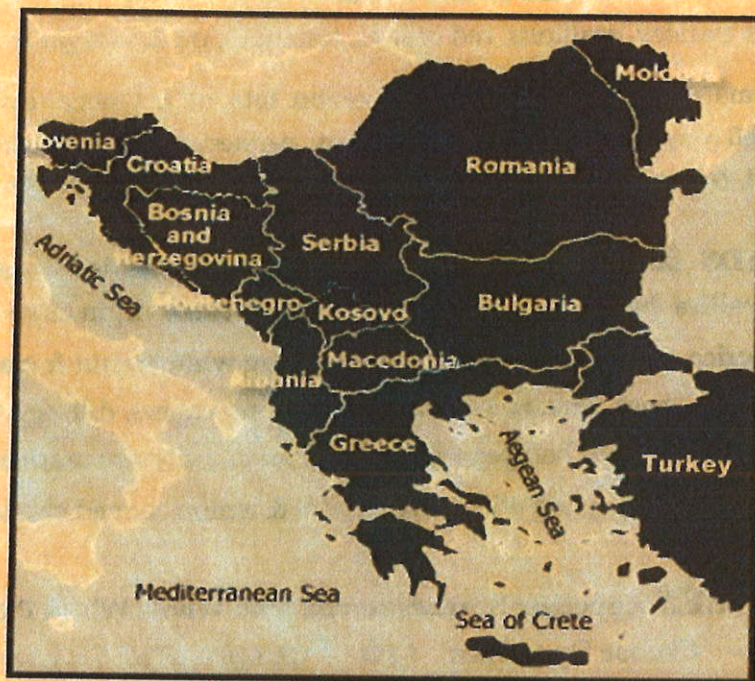 Moldova
ovenia
Croatia
Romania
Bosnia
and
Herzegovina
Serbia
Adriatic Sea
Montenegro
Kosovo
Bulgaria
Macedonia
Albania
Greece
Aegean Sea
Turkey
Mediterranean Sea
Sea of Crete